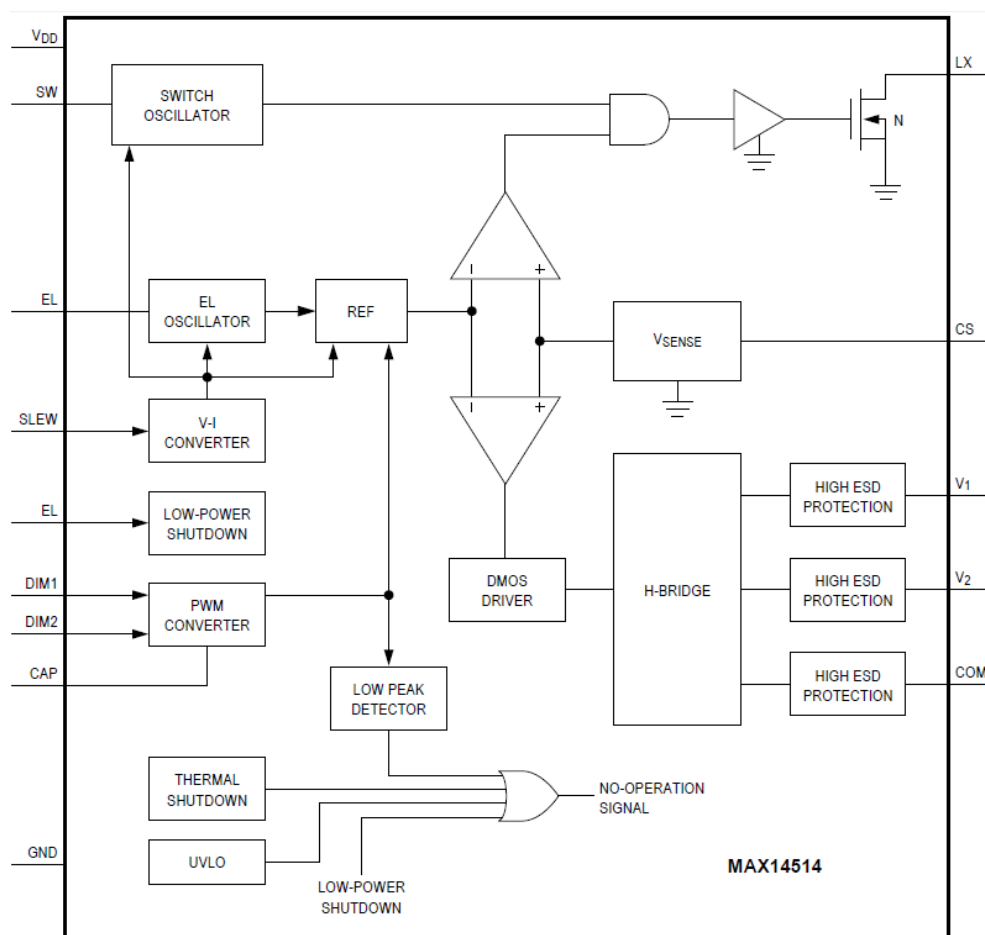 VDD
SW
SWITCH
OSCILLATOR
LX
N
EL
EL
OSCILLATOR
REF
- +
VSENSE
CS
SLEW
V-I
CONVERTER
- +
EL
LOW-POWER
SHUTDOWN
HIGH ESD
PROTECTION
V1
DIM1
DIM2
PWM
CONVERTER
CAP
DMOS
DRIVER
H-BRIDGE
HIGH ESD
PROTECTION
V2
LOW PEAK
DETECTOR
HIGH ESD
PROTECTION
COM
THERMAL
SHUTDOWN
NO-OPERATION
SIGNAL
GND
UVLO
LOW-POWER
SHUTDOWN
MAX14514